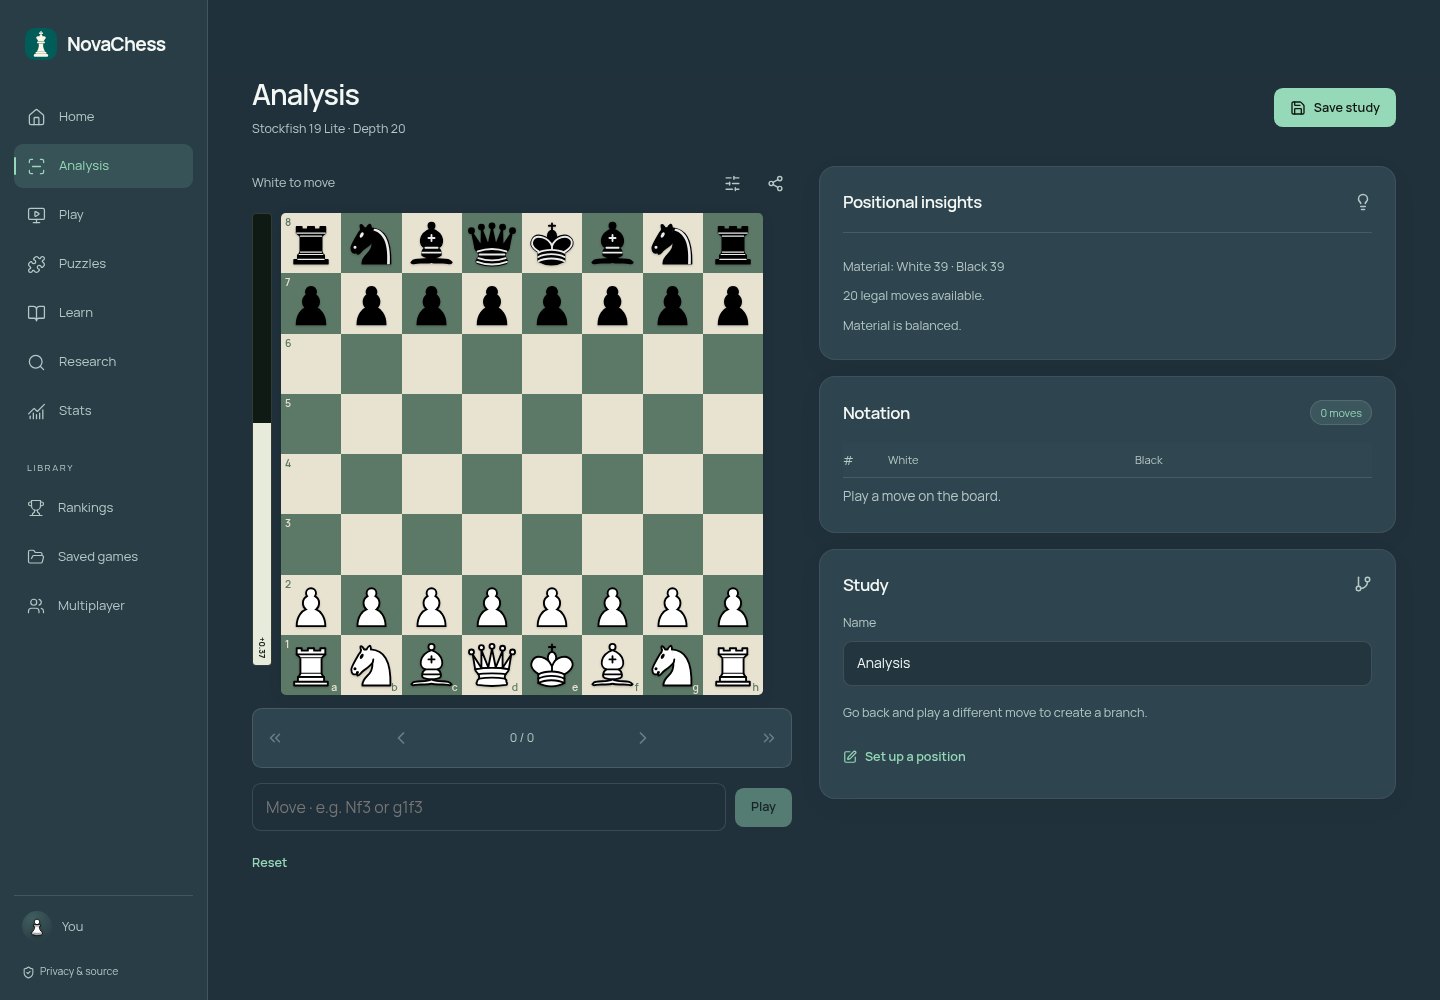 NovaChess
Home
Analysis
Play
Puzzles
Learn
Research
Stats
LIBRARY
Rankings
Saved games
Multiplayer
You
Privacy & source
Analysis
Stockfish 19 Lite · Depth 20
Save study
White to move
+0.37
8
7
6
5
4
3
2
1
a b c d e f g h
0 / 0
Move · e.g. Nf3 or g1f3
Play
Reset
Positional insights
Material: White 39 · Black 39
20 legal moves available.
Material is balanced.
Notation
0 moves
# White Black
Play a move on the board.
Study
Name
Analysis
Go back and play a different move to create a branch.
Set up a position